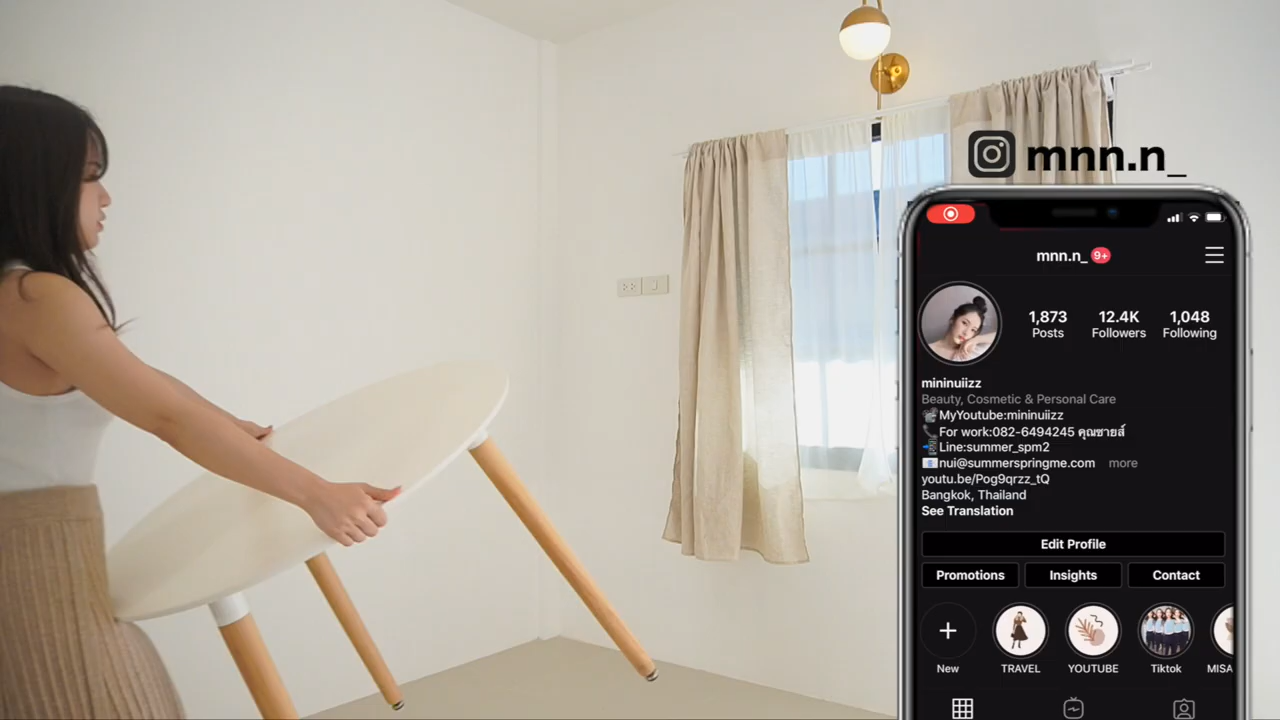 mnn.n_
mnn.n_ 9+
1,873 12.4K 1,048
Posts Followers Following
mininuiizz
Beauty, Cosmetic & Personal Care
MyYoutube:mininuiizz
For work:082-6494245 คุณซายส์
Line:summer_spm2
nui@summerspringme.com more
youtu.be/Pog9qrzz_tQ
Bangkok, Thailand
See Translation
Edit Profile
Promotions Insights Contact
New TRAVEL YOUTUBE Tiktok MISA